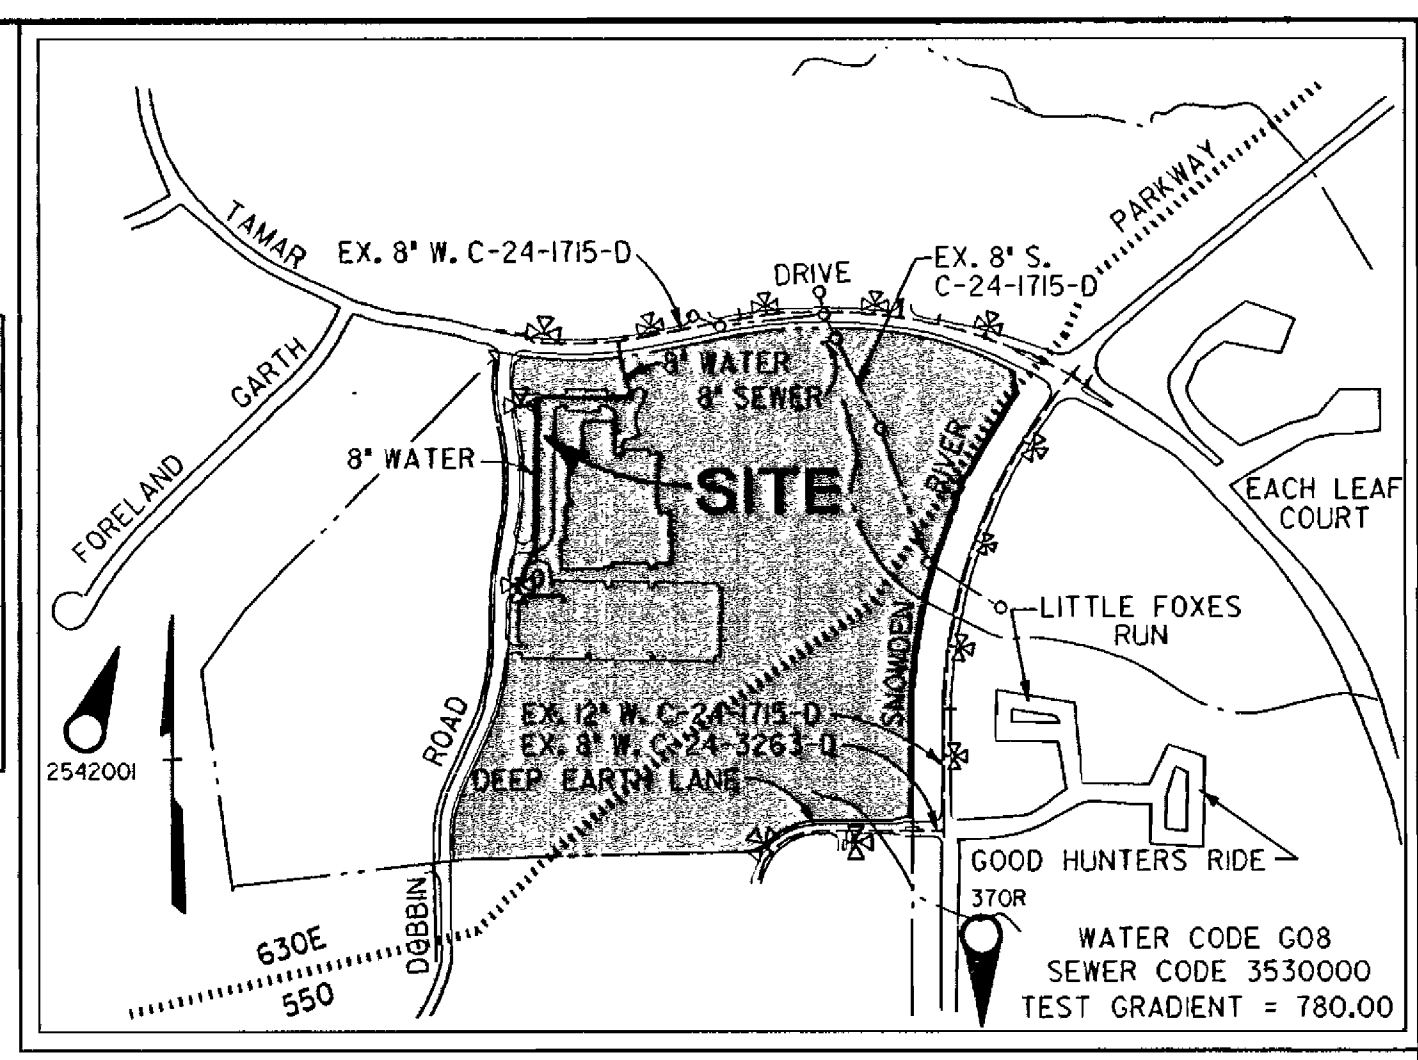 PARKWAY
TAMAR
EX. 8" W. C-24-1715-D
DRIVE
EX. 8" S.
C-24-1715-D
GARTH
8" WATER
8" SEWER
FORELAND
8" WATER
SITE
RIVER
EACH LEAF
COURT
LITTLE FOXES
RUN
SNOWDEN
ROAD
EX. 12" W. C-24-1715-D
EX. 8" W. C-24-3263-D
DEEP EARTH LANE
2542001
GOOD HUNTERS RIDE
370R
DOBBIN
630E
550
WATER CODE G08
SEWER CODE 3530000
TEST GRADIENT = 780.00